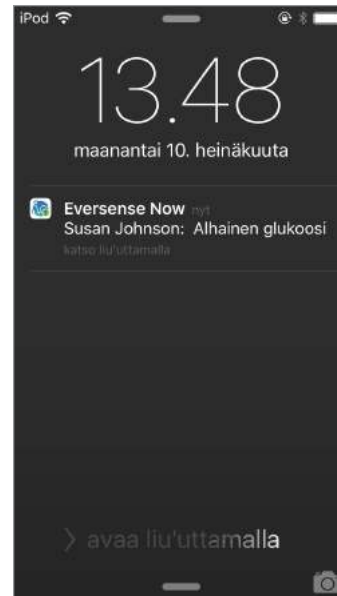 iPod
13.48
maanantai 10. heinäkuuta
Eversense Now nyt
Susan Johnson: Alhainen glukoosi
katso liu'uttamalla
> avaa liu'uttamalla